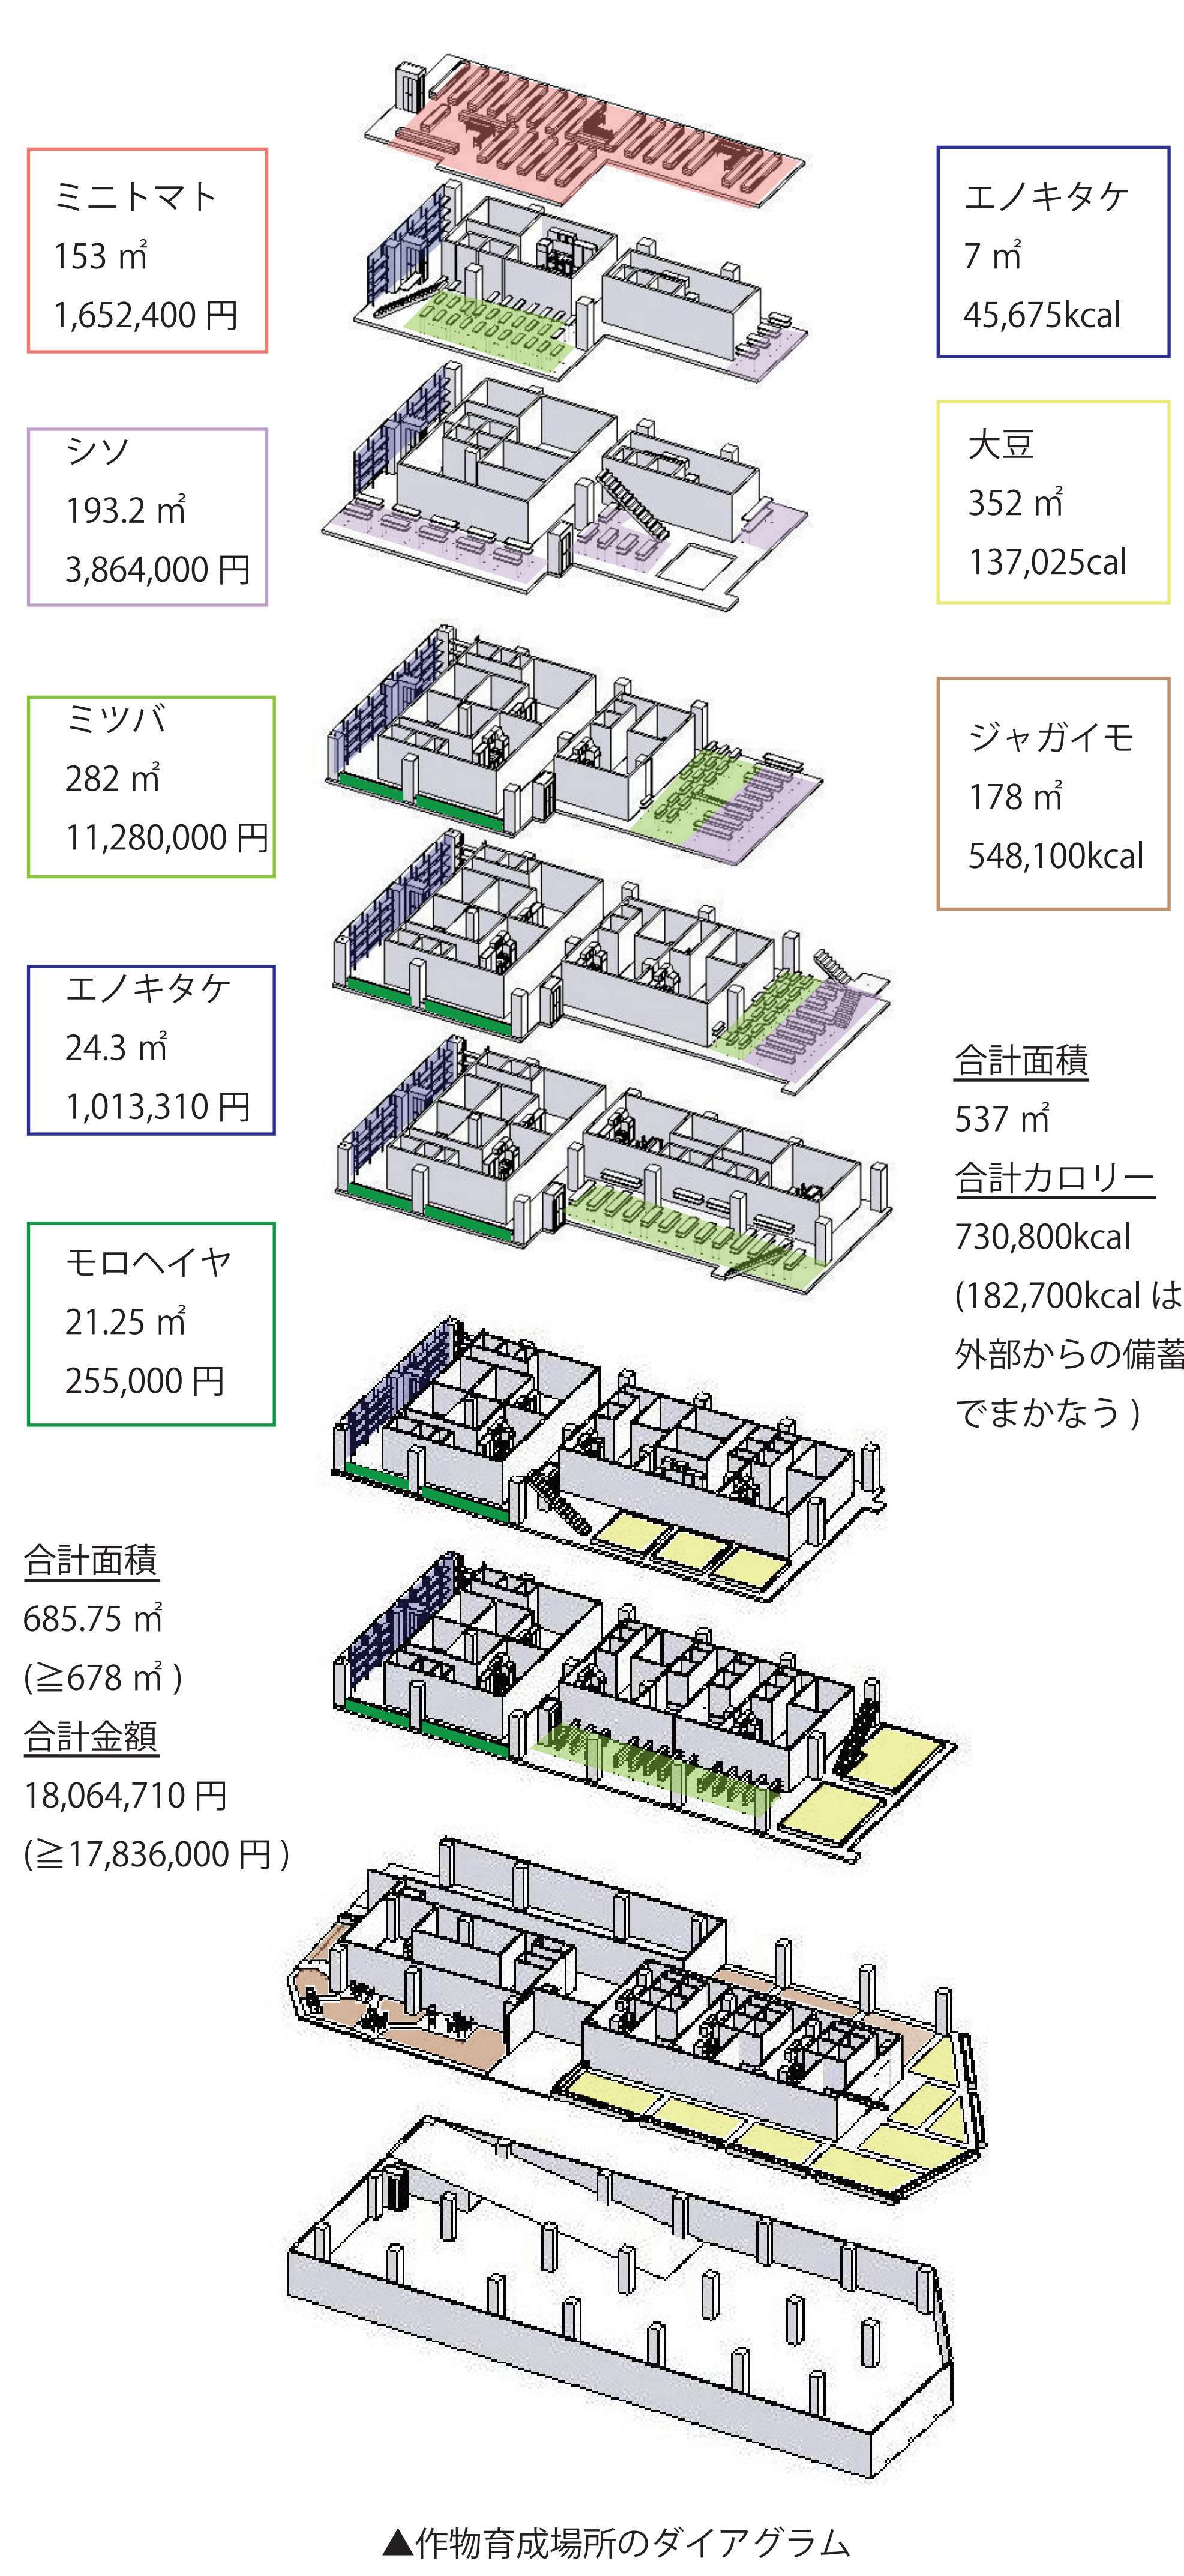 ミニトマト
153 ㎡
1,652,400 円
シソ
193.2 ㎡
3,864,000 円
ミツバ
282 ㎡
11,280,000 円
エノキタケ
24.3 ㎡
1,013,310 円
モロヘイヤ
21.25 ㎡
255,000 円
合計面積
685.75 ㎡
(≧678 ㎡ )
合計金額
18,064,710 円
(≧17,836,000 円 )
エノキタケ
7 ㎡
45,675kcal
大豆
352 ㎡
137,025cal
ジャガイモ
178 ㎡
548,100kcal
合計面積
537 ㎡
合計カロリー
730,800kcal
(182,700kcal は
外部からの備蓄
でまかなう )
▲作物育成場所のダイアグラム